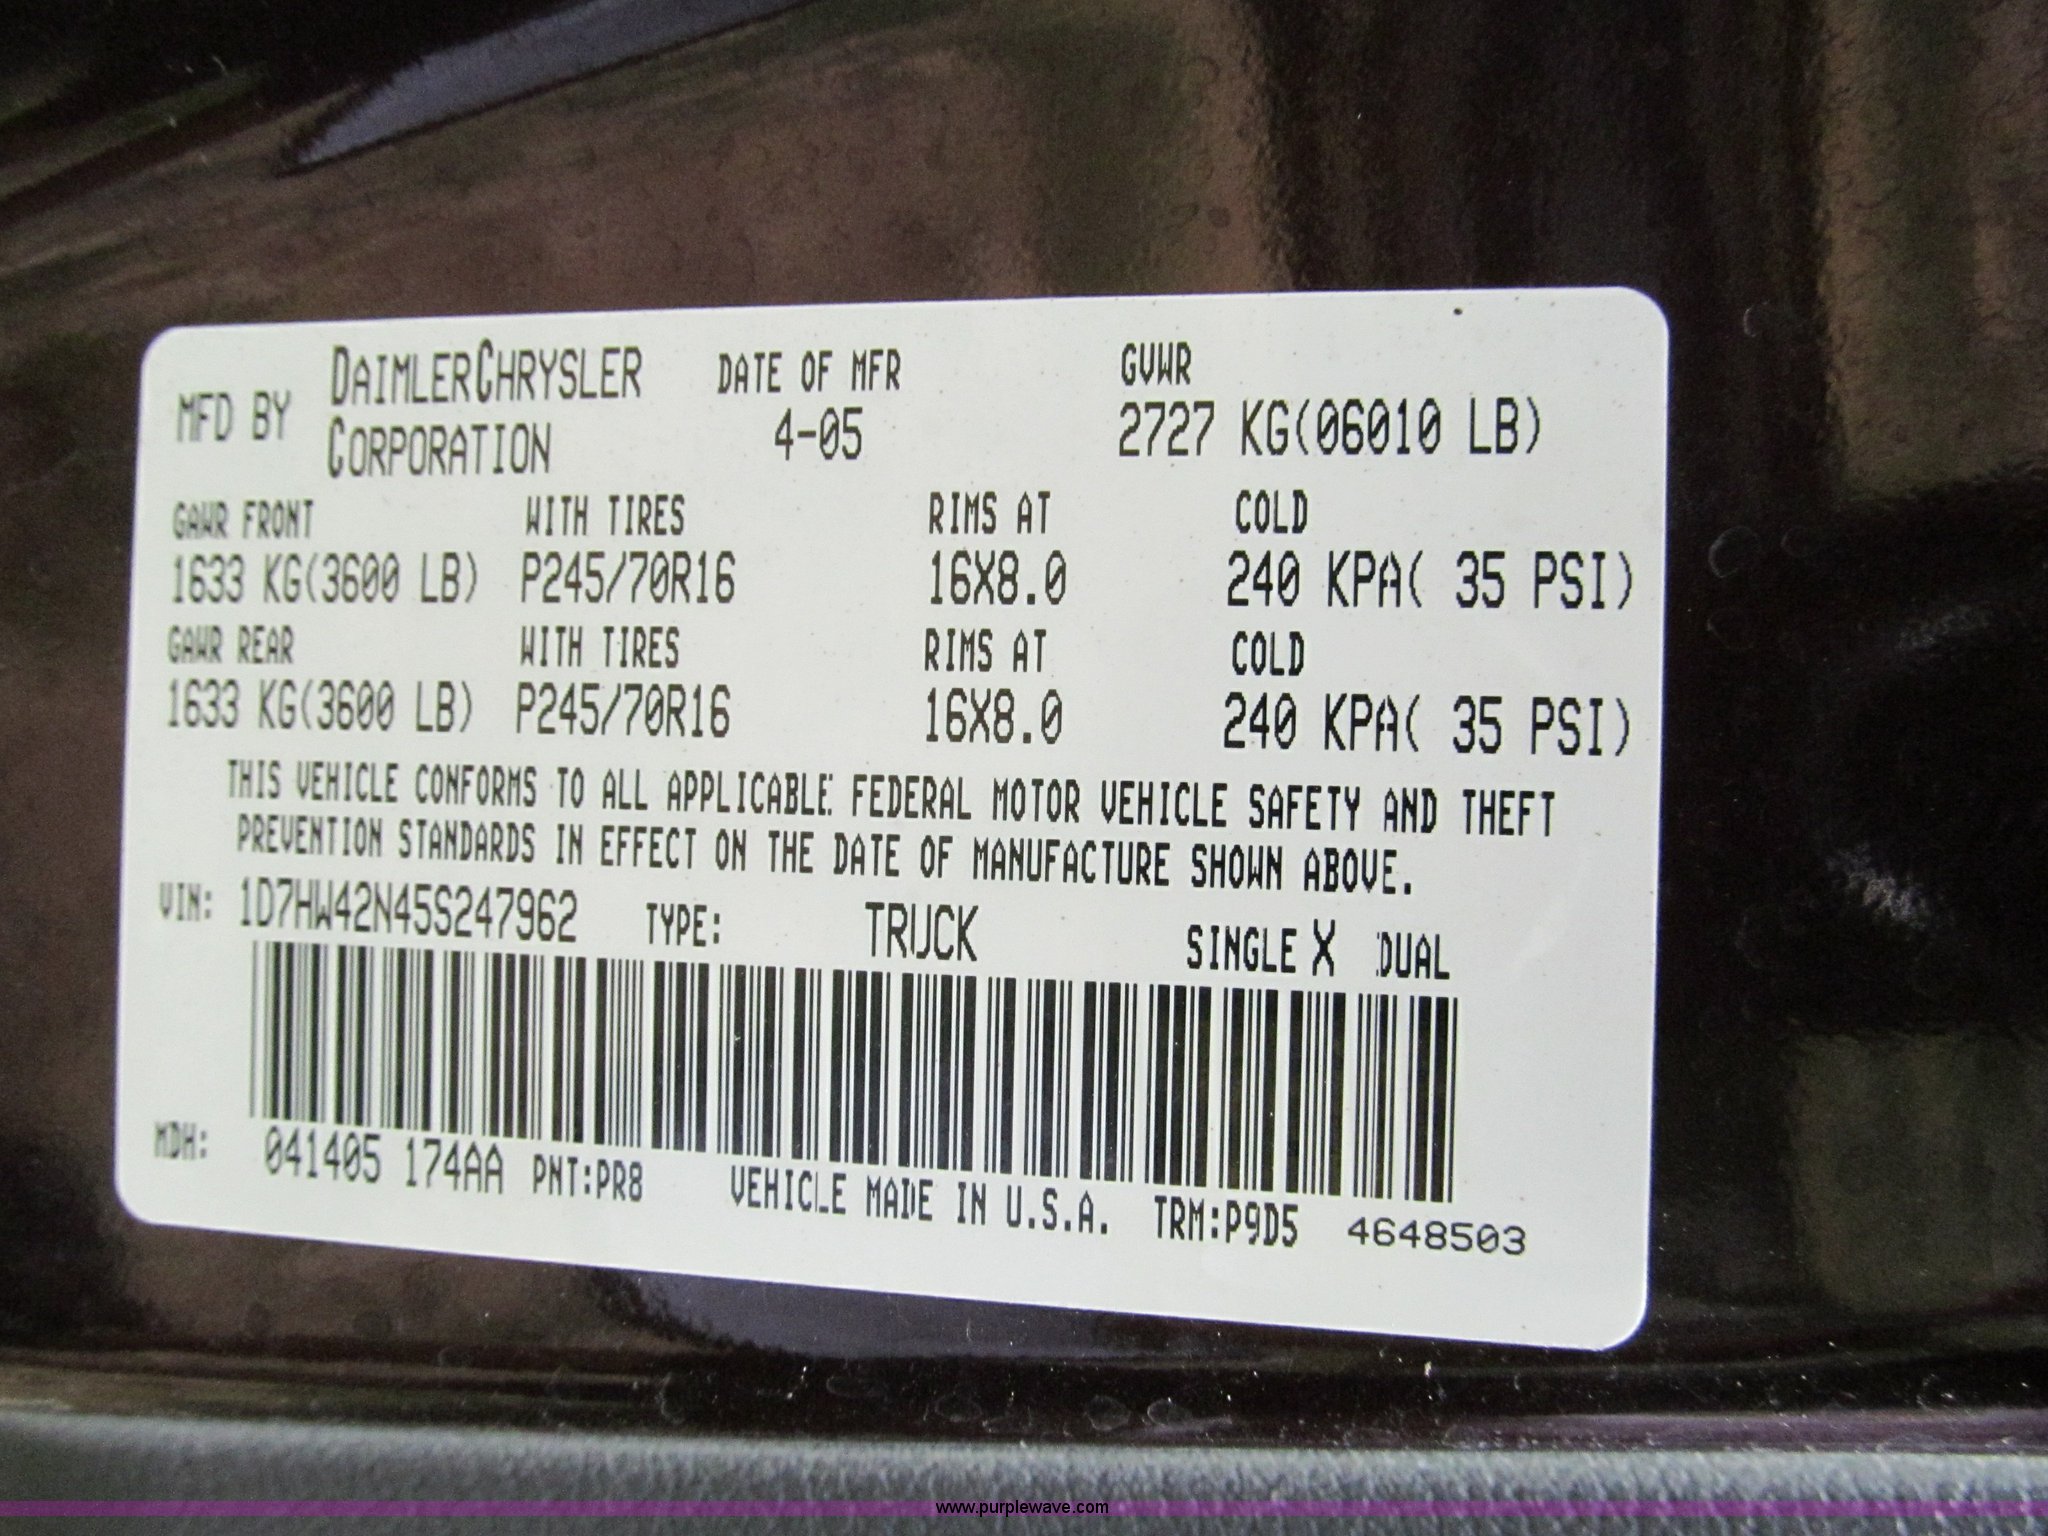 MFD BY DAIMLERCHRYSLER CORPORATION DATE OF MFR 4-05 GVWR 2727 KG(06010 LB)
GAWR FRONT WITH TIRES RIMS AT COLD
1633 KG(3600 LB) P245/70R16 16X8.0 240 KPA( 35 PSI)
GAWR REAR WITH TIRES RIMS AT COLD
1633 KG(3600 LB) P245/70R16 16X8.0 240 KPA( 35 PSI)
THIS VEHICLE CONFORMS TO ALL APPLICABLE FEDERAL MOTOR VEHICLE SAFETY AND THEFT
PREVENTION STANDARDS IN EFFECT ON THE DATE OF MANUFACTURE SHOWN ABOVE.
VIN: 1D7HW42N45S247962 TYPE: TRUCK SINGLE X DUAL
MDH: 041405 174AA PNT:PR8 VEHICLE MADE IN U.S.A. TRM:P9D5 4648503
www.purplewave.com